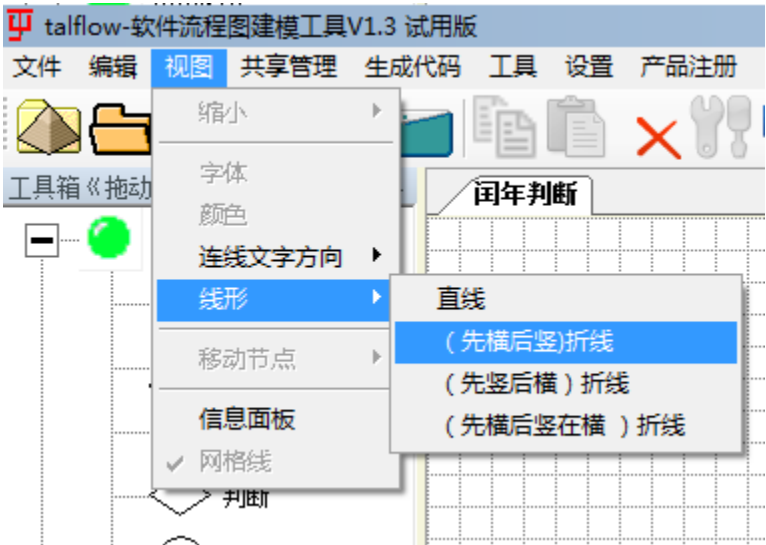 talflow-软件流程图建模工具V1.3 试用版
文件 编辑 视图 共享管理 生成代码 工具 设置 产品注册
缩小
工具箱《拖动
字体
闰年判断
颜色
连线文字方向
线形
直线
(先横后竖)折线
移动节点
(先竖后横)折线
信息面板
(先横后竖在横 )折线
网格线
判断